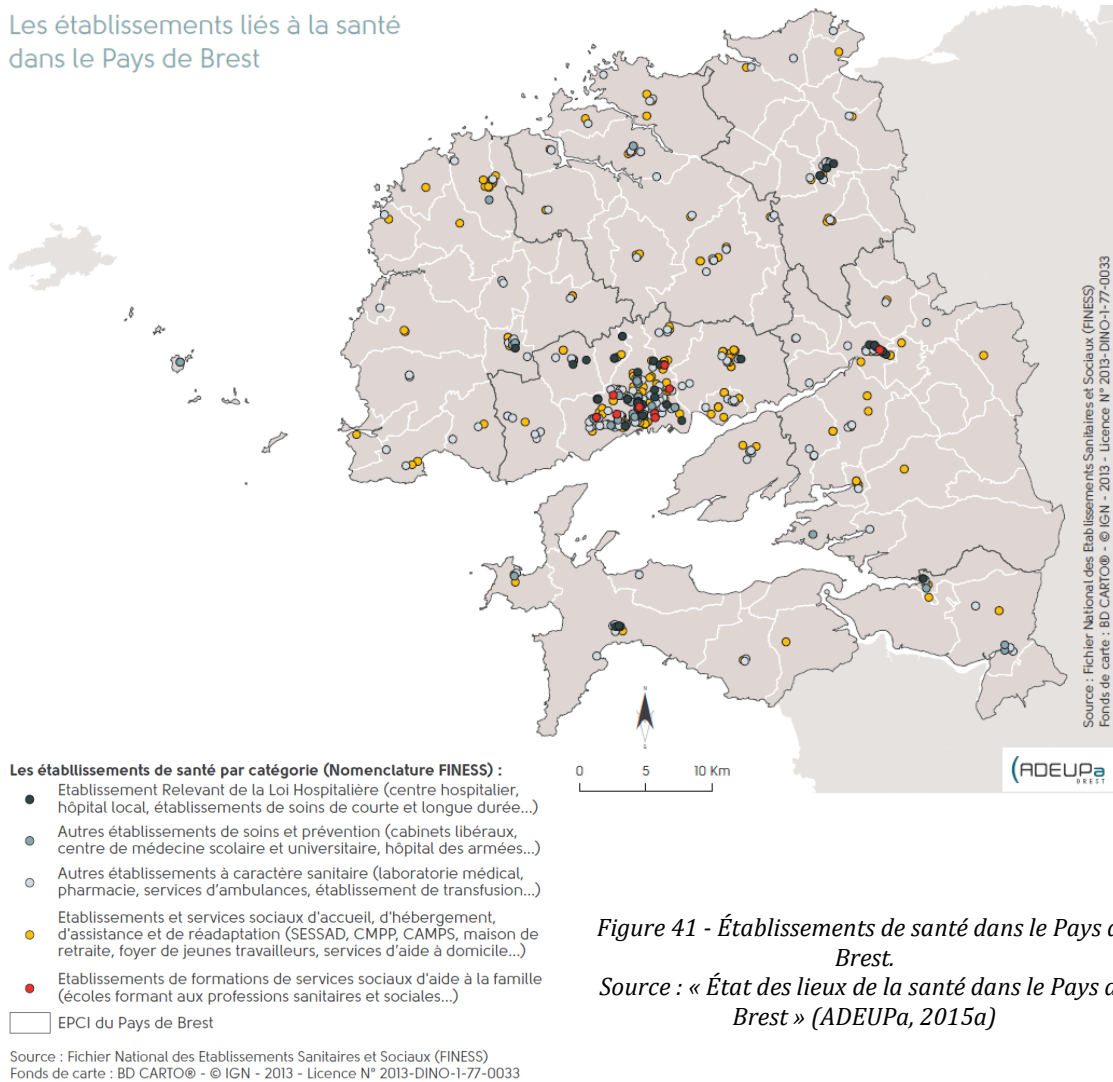 Les établissements liés à la santé
dans le Pays de Brest
N
S
0 5 10 Km
Source : Fichier National des Etablissements Sanitaires et Sociaux (FINESS)
Fonds de carte : BD CARTO® - © IGN - 2013 - Licence N° 2013-DINO-1-77-0033
ADEUPa
BREST
Les établlissements de santé par catégorie (Nomenclature FINESS) :
Etablissement Relevant de la Loi Hospitalière (centre hospitalier,
hôpital local, établissements de soins de courte et longue durée...)
Autres établissements de soins et prévention (cabinets libéraux,
centre de médecine scolaire et universitaire, hôpital des armées...)
Autres établissements à caractère sanitaire (laboratorie médical,
pharmacie, services d'ambulances, établissement de transfusion...)
Etablissements et services sociaux d'accueil, d'hébergement,
d'assistance et de réadaptation (SESSAD, CMPP, CAMPS, maison de
retraite, foyer de jeunes travailleurs, services d'aide à domicile...)
Etablissements de formations de services sociaux d'aide à la famille
(écoles formant aux professions sanitaires et sociales...)
EPCI du Pays de Brest
Source : Fichier National des Etablissements Sanitaires et Sociaux (FINESS)
Fonds de carte : BD CARTO® - © IGN - 2013 - Licence N° 2013-DINO-1-77-0033
Figure 41 - Établissements de santé dans le Pays
Brest.
Source : « État des lieux de la santé dans le Pays
Brest » (ADEUPa, 2015a)